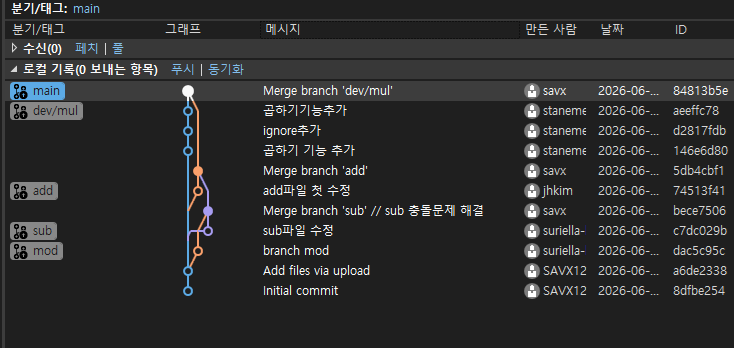 분기/태그: main
분기/태그 그래프 메시지 만든 사람 날짜 ID
수신(0) 페치 | 풀
로컬 기록(0 보내는 항목) 푸시 | 동기화
main Merge branch 'dev/mul' savx 2026-06-... 84813b5e
dev/mul 곱하기기능추가 staneme 2026-06-... aeeffc78
ignore추가 staneme 2026-06-... d2817fdb
곱하기 기능 추가 staneme 2026-06-... 146e6d80
Merge branch 'add' savx 2026-06-... 5db4cbf1
add add파일 첫 수정 jhkim 2026-06-... 74513f41
Merge branch 'sub' // sub 충돌문제 해결 savx 2026-06-... bece7506
sub sub파일 수정 suriella- 2026-06-... c7dc029b
mod branch mod suriella- 2026-06-... dac5c95c
Add files via upload SAVX12 2026-06-... a6de2338
Initial commit SAVX12 2026-06-... 8dfbe254